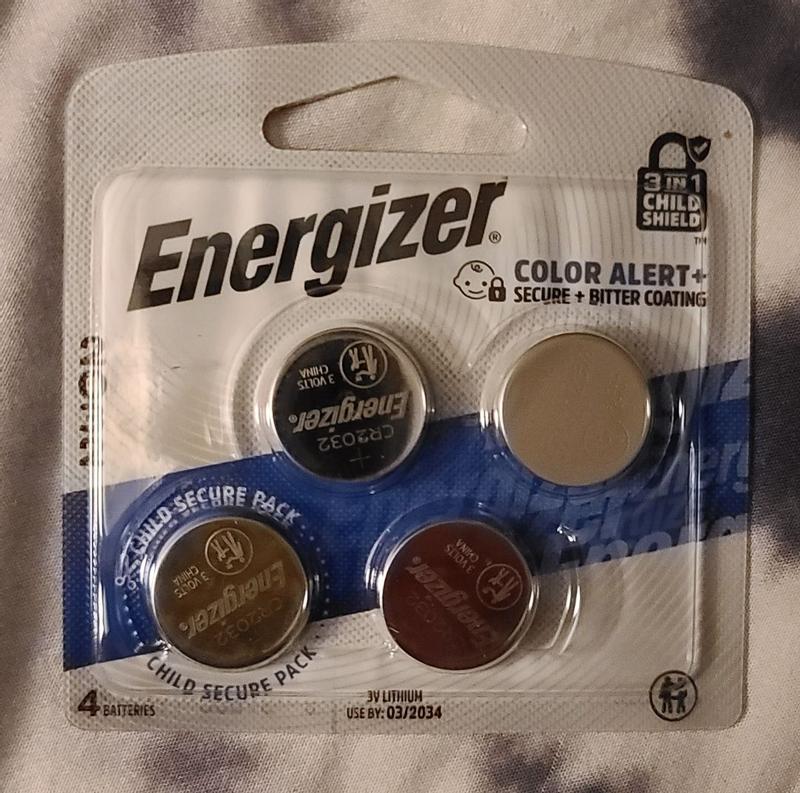 3 IN 1
CHILD
SHIELD™
Energizer®
COLOR ALERT+
SECURE + BITTER COATING
3 VOLTS
CHINA
Energizer®
CR2032
+
CHILD SECURE PACK
3 VOLTS
CHINA
Energizer®
CR2032
3 VOLTS
CHINA
Energizer®
CHILD SECURE PACK
4 BATTERIES
3V LITHIUM
USE BY: 03/2034